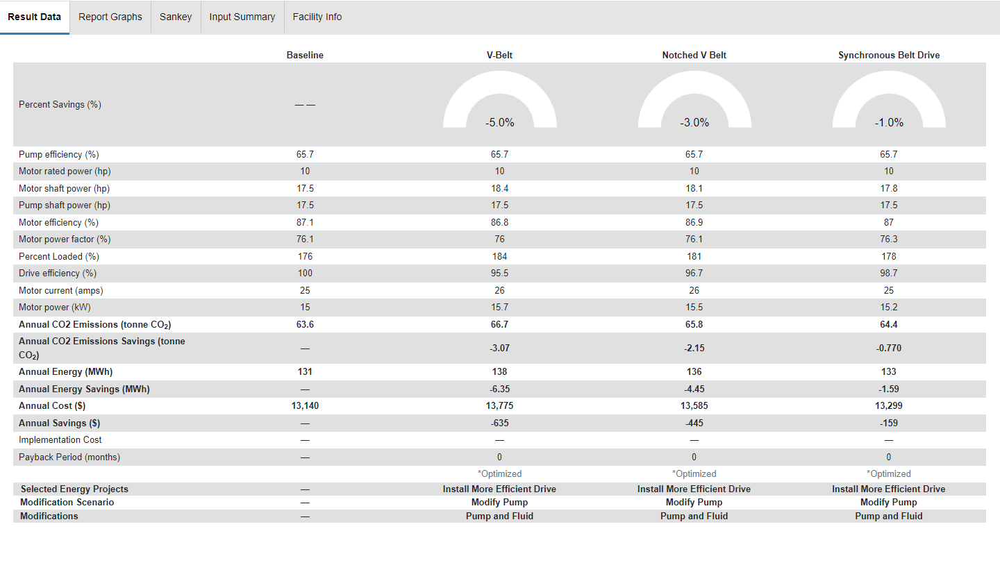 Result Data Report Graphs Sankey Input Summary Facility Info
Baseline V-Belt Notched V Belt Synchronous Belt Drive
Percent Savings (%) — — -5.0% -3.0% -1.0%
Pump efficiency (%) 65.7 65.7 65.7 65.7
Motor rated power (hp) 10 10 10 10
Motor shaft power (hp) 17.5 18.4 18.1 17.8
Pump shaft power (hp) 17.5 17.5 17.5 17.5
Motor efficiency (%) 87.1 86.8 86.9 87
Motor power factor (%) 76.1 76 76.1 76.3
Percent Loaded (%) 176 184 181 178
Drive efficiency (%) 100 95.5 96.7 98.7
Motor current (amps) 25 26 26 25
Motor power (kW) 15 15.7 15.5 15.2
Annual CO2 Emissions (tonne CO₂) 63.6 66.7 65.8 64.4
Annual CO2 Emissions Savings (tonne
CO₂) — -3.07 -2.15 -0.770
Annual Energy (MWh) 131 138 136 133
Annual Energy Savings (MWh) — -6.35 -4.45 -1.59
Annual Cost ($) 13,140 13,775 13,585 13,299
Annual Savings ($) — -635 -445 -159
Implementation Cost — — — —
Payback Period (months) — 0 0 0
*Optimized *Optimized *Optimized
Selected Energy Projects — Install More Efficient Drive Install More Efficient Drive Install More Efficient Drive
Modification Scenario — Modify Pump Modify Pump Modify Pump
Modifications — Pump and Fluid Pump and Fluid Pump and Fluid